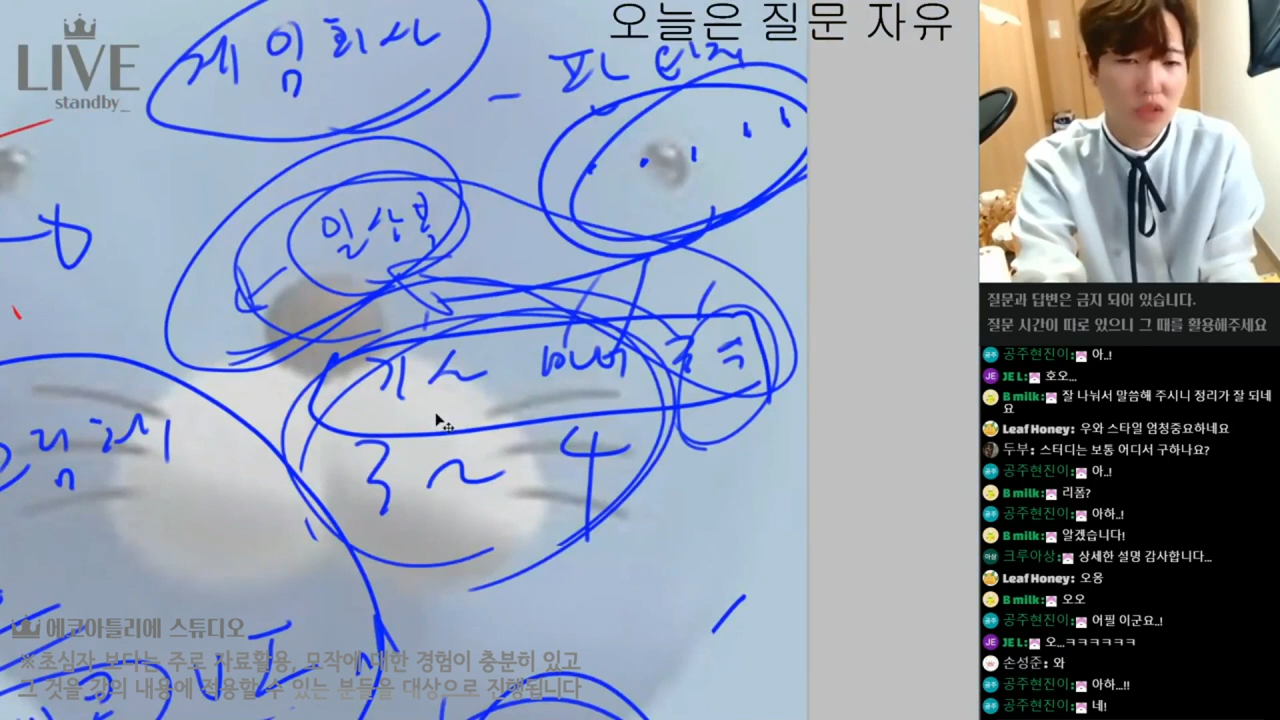 오늘은 질문 자유
LIVE
standby_
게임회사
일상복
질문과 답변은 금지 되어 있습니다.
질문 시간이 따로 있으니 그 때를 활용해주세요
공주현진이: 아..!
JE L: 호오...
B milk: 잘 나눠서 말씀해 주시니 정리가 잘 되네
요
Leaf Honey: 우와 스타일 엄청중요하네요
두부: 스터디는 보통 어디서 구하나요?
공주현진이: 아..!
B milk: 리폼?
공주현진이: 아하..!
B milk: 알겠습니다!
크루아상: 상세한 설명 감사합니다...
Leaf Honey: 오옹
B milk: 오오
공주현진이: 어필 이군요..!
JE L: 오...ㅋㅋㅋㅋㅋㅋ
손성준: 와
공주현진이: 아하...!!
공주현진이: 네!
에코아틀리에 스튜디오
※초심자 보다는 주로 자료활용, 모작에 대한 경험이 충분히 있고
그 것을 강의 내용에 적용할 수 있는 분들을 대상으로 진행됩니다